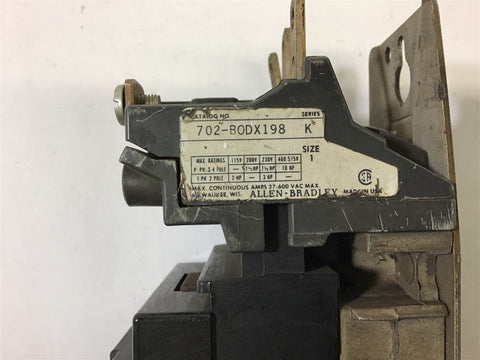 CATALOG NO. SERIES
702-BODX198 K
SIZE
1
MAX. RATINGS 115V 200V 230V 460 575V
PH. 3 4 POLE — 7½ HP 7½ HP 10 HP
1 PH 2 POLE 2 HP — 3 HP —
MAX. CONTINUOUS AMPS 27-600 VAC MAX
MILWAUKEE, WIS. ALLEN-BRADLEY MADE IN USA